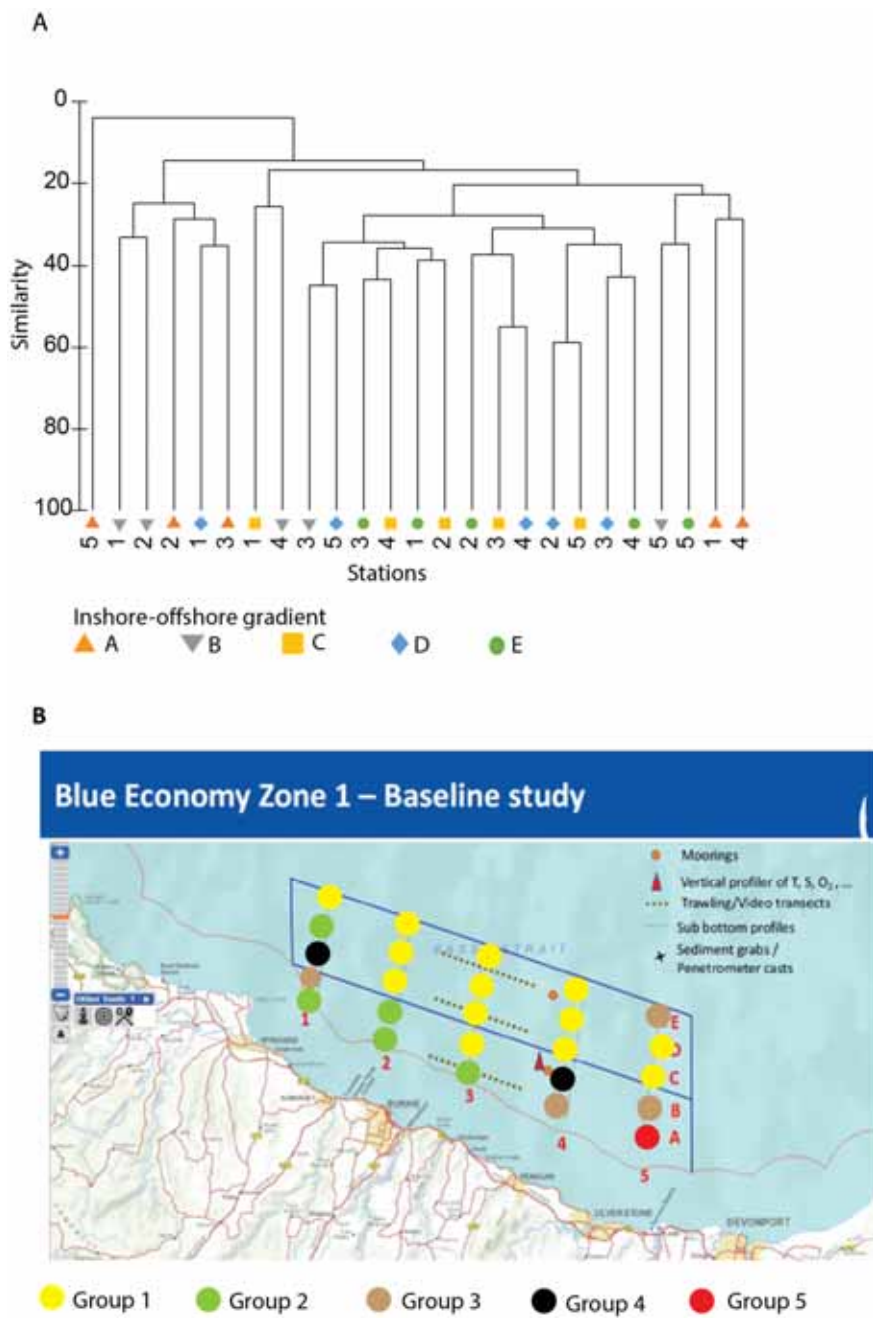 A
0
20
40
60
80
100
Similarity
5 1 2 2 1 3 1 4 3 5 3 4 1 2 2 3 4 2 5 3 4 5 5 1 4
Stations
Inshore-offshore gradient
A B C D E
B
Blue Economy Zone 1 – Baseline study
Moorings
Vertical profiler of T, S, O₂, ...
Trawling/Video transects
Sub bottom profiles
Sediment grabs /
Penetrometer casts
STRAIT
E
D
C
B
A
1
2
3
4
5
BURNIE
ULVERSTONE
DEVONPORT
Group 1 Group 2 Group 3 Group 4 Group 5